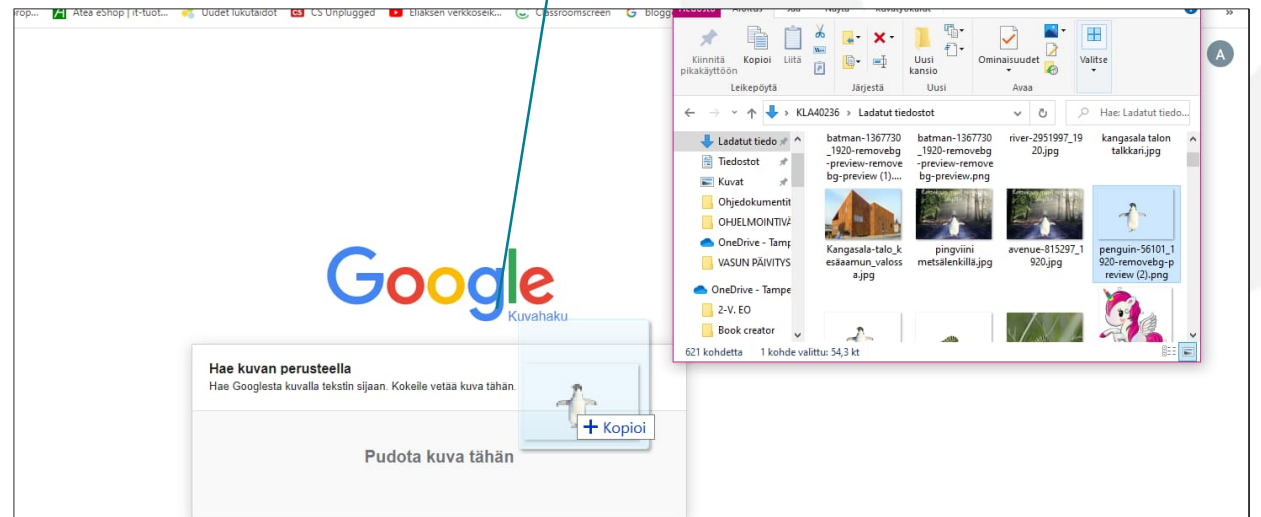 Atea eShop | it-tuot...
Uudet lukutaidot
CS CS Unplugged
Eliaksen verkkoseik...
Classroomscreen
G
»
A
Kiinnitä pikakäyttöön
Kopioi
Liitä
Leikepöytä
Järjestä
Uusi kansio
Uusi
Ominaisuudet
Avaa
Valitse
KLA40236 > Ladatut tiedostot
Hae: Ladatut tiedo...
Ladatut tiedo
Tiedostot
Kuvat
Ohjedokumentit
OHJELMOINTIVÄ
OneDrive - Tamp
VASUN PÄIVITYS
OneDrive - Tampe
2-V. EO
Book creator
batman-1367730
_1920-removebg
-preview-remove
bg-preview (1)....
batman-1367730
_1920-removebg
-preview-remove
bg-preview.png
river-2951997_19
20.jpg
kangasala talon
talkkari.jpg
Kangasala-talo_k
esäaamun_valoss
a.jpg
pingviini
metsälenkillä.jpg
avenue-815297_1
920.jpg
penguin-56101_1
920-removebg-p
review (2).png
621 kohdetta
1 kohde valittu: 54,3 kt
Google
Kuvahaku
Hae kuvan perusteella
Hae Googlesta kuvalla tekstin sijaan. Kokeile vetää kuva tähän.
+ Kopioi
Pudota kuva tähän